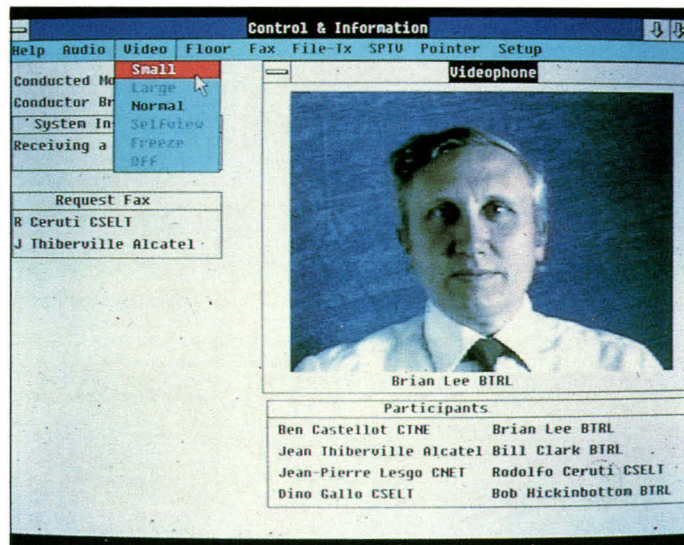 Control & Information
Help Audio Video Floor Fax File-Tx SPTV Pointer Setup
Small
Large
Normal
Selfview
Freeze
Off
Conducted Mo
Conductor Br
System In
Receiving a
Request Fax
R Ceruti CSELT
J Thiberville Alcatel
Videophone
Brian Lee BTRL
Participants
Ben Castellot CTNE Brian Lee BTRL
Jean Thiberville Alcatel Bill Clark BTRL
Jean-Pierre Lesgo CNET Rodolfo Ceruti CSELT
Dino Gallo CSELT Bob Hickinbottom BTRL